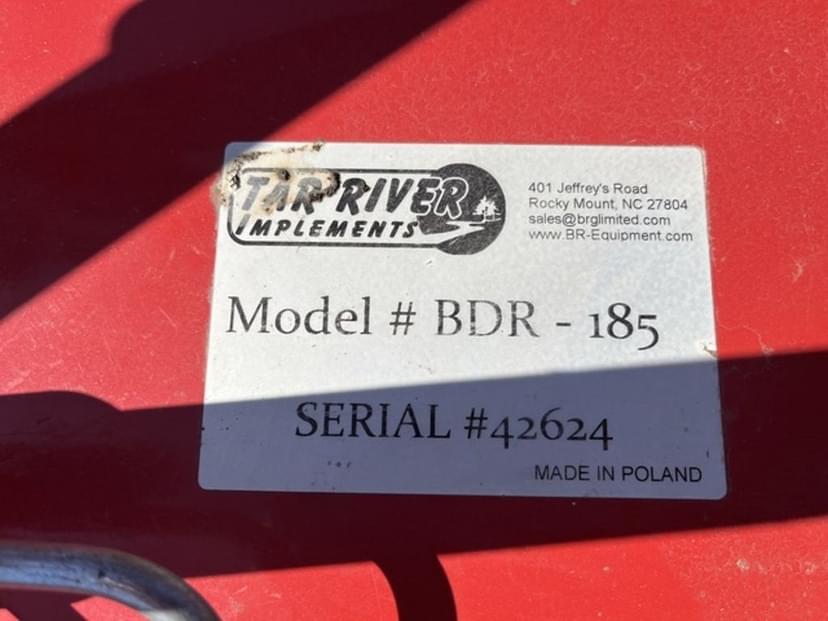 TAR RIVER
IMPLEMENTS
401 Jeffrey's Road
Rocky Mount, NC 27804
sales@brglimited.com
www.BR-Equipment.com
Model # BDR - 185
SERIAL #42624
MADE IN POLAND